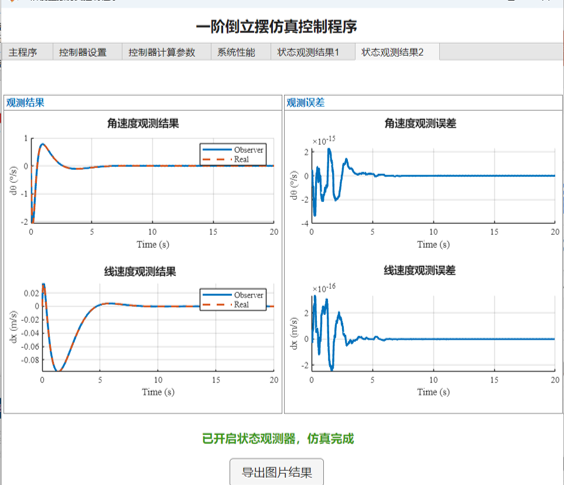 一阶倒立摆仿真控制程序
主程序 控制器设置 控制器计算参数 系统性能 状态观测结果1 状态观测结果2
观测结果 观测误差
角速度观测结果
dθ (°/s)
1
0
-1
-2
0 5 10 15 20
Time (s)
Observer
Real
角速度观测误差
×10⁻¹⁵
dθ (°/s)
2
0
-2
-4
0 5 10 15 20
Time (s)
线速度观测结果
dx (m/s)
0.02
0
-0.02
-0.04
-0.06
-0.08
0 5 10 15 20
Time (s)
Observer
Real
线速度观测误差
×10⁻¹⁶
dx (m/s)
2
0
-2
0 5 10 15 20
Time (s)
已开启状态观测器，仿真完成
导出图片结果